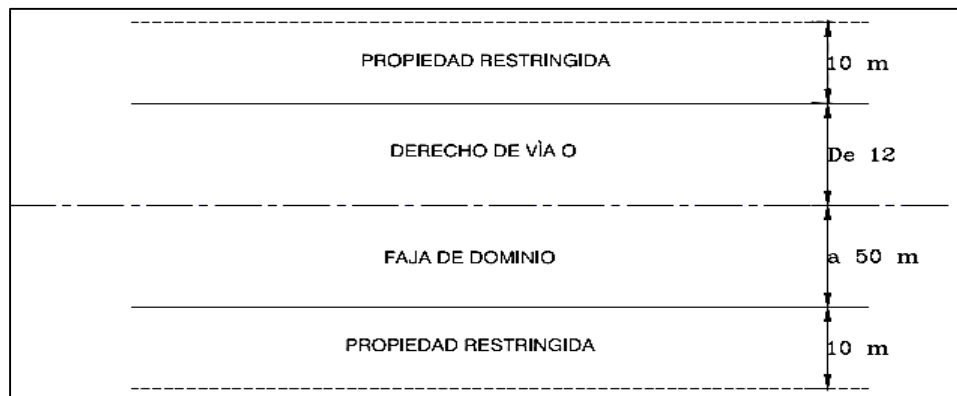 PROPIEDAD RESTRINGIDA
10 m
DERECHO DE VÌA O
De 12
FAJA DE DOMINIO
a 50 m
PROPIEDAD RESTRINGIDA
10 m